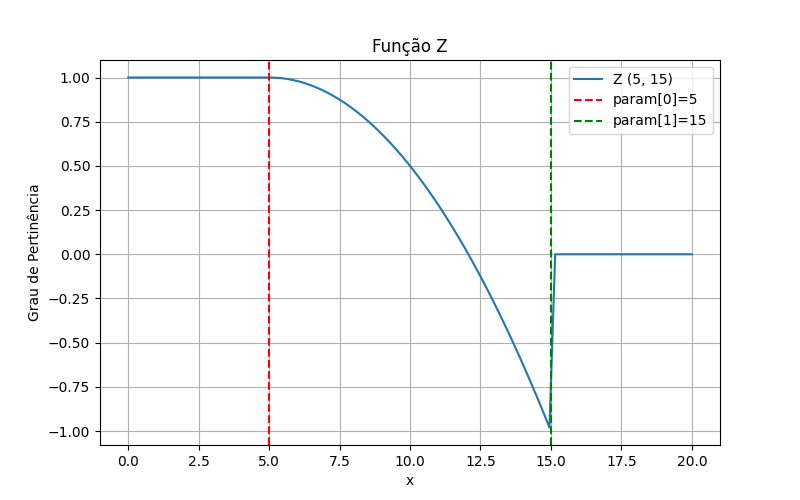 Função Z
Z (5, 15)
param[0]=5
param[1]=15
Grau de Pertinência
1.00
0.75
0.50
0.25
0.00
−0.25
−0.50
−0.75
−1.00
0.0 2.5 5.0 7.5 10.0 12.5 15.0 17.5 20.0
x